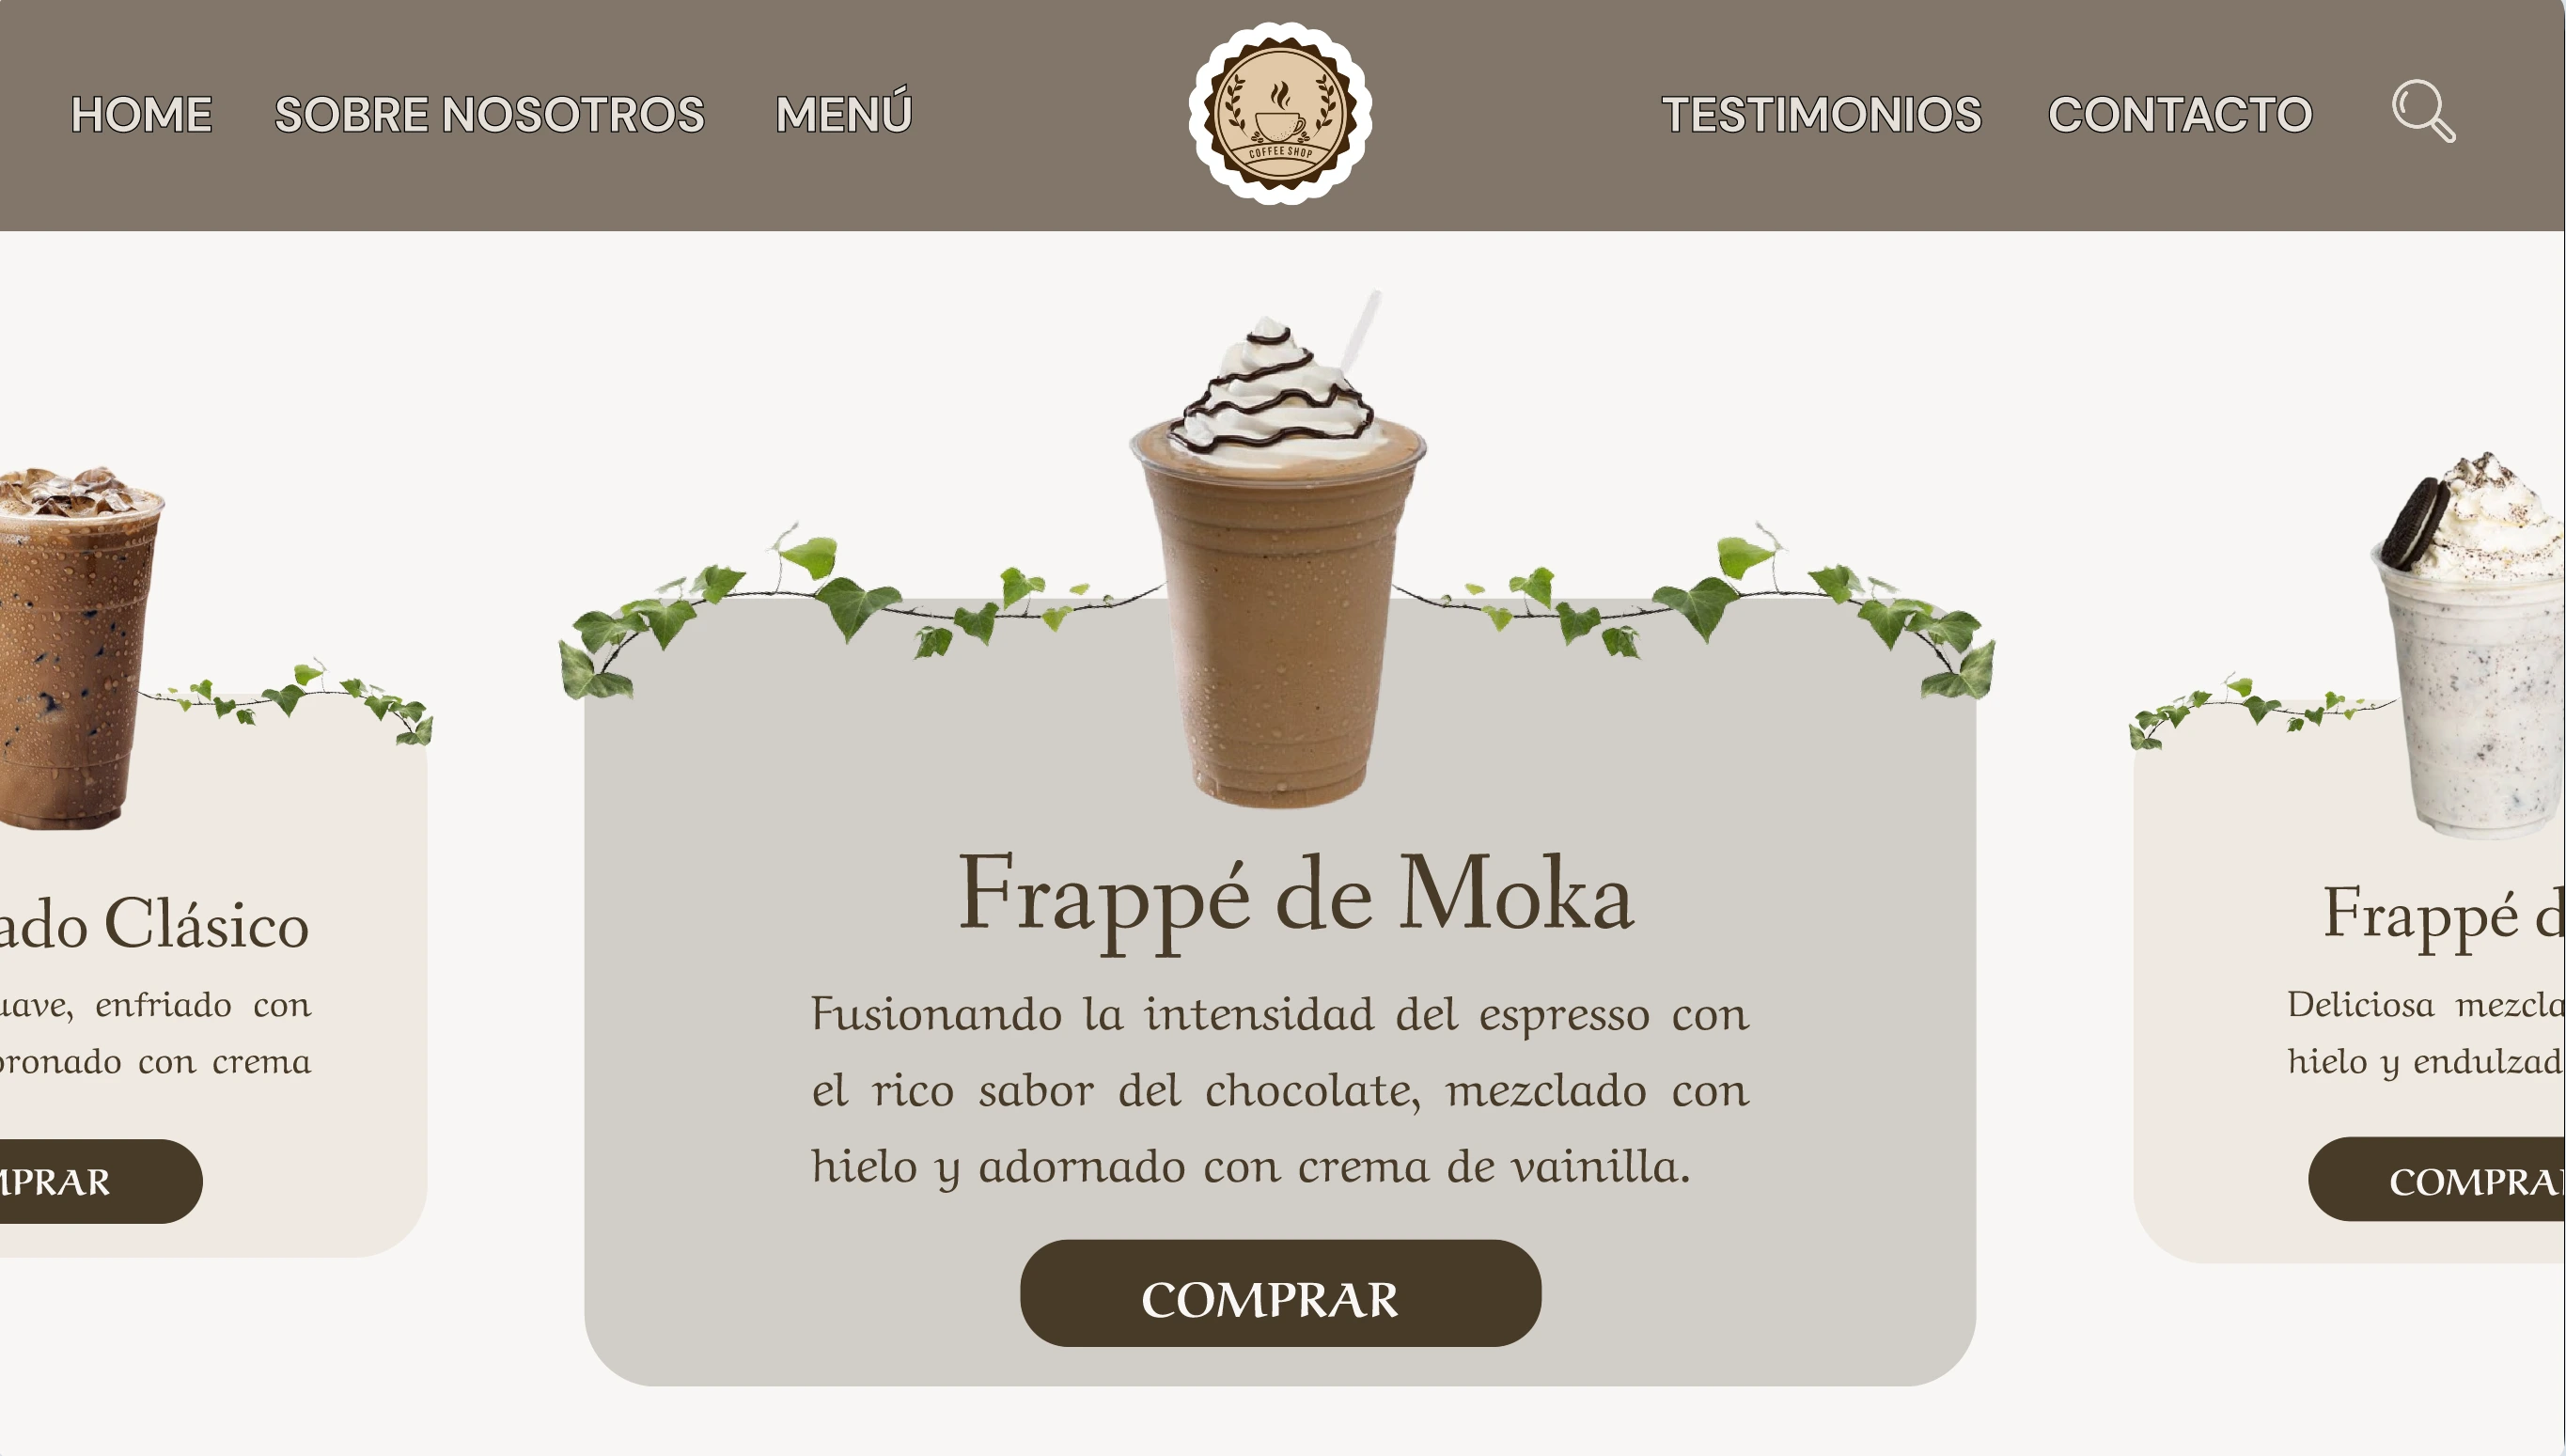 HOME SOBRE NOSOTROS MENÚ TESTIMONIOS CONTACTO
COFFEE SHOP
ado Clásico
uave, enfriado con
oronado con crema
MPRAR
Frappé de Moka
Fusionando la intensidad del espresso con
el rico sabor del chocolate, mezclado con
hielo y adornado con crema de vainilla.
COMPRAR
Frappé d
Deliciosa mezcla
hielo y endulzad
COMPRA